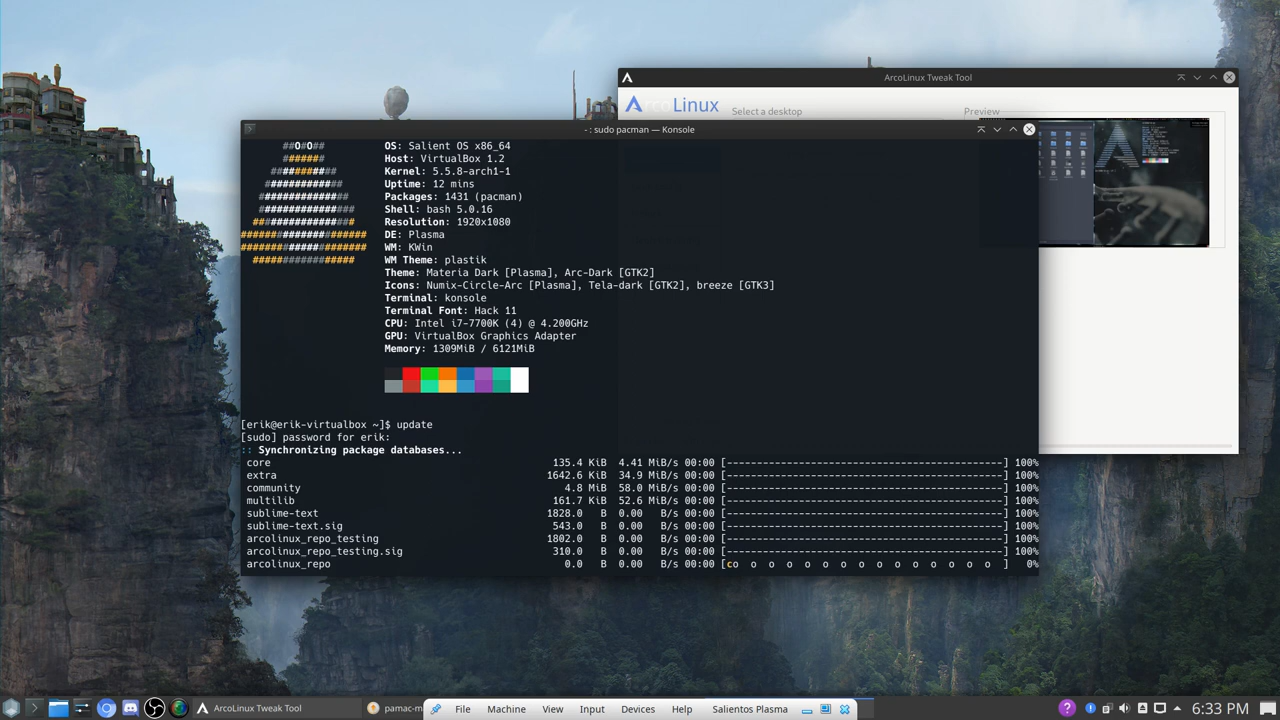 ArcoLinux Tweak Tool
ArcoLinux
Select a desktop
Preview
- : sudo pacman — Konsole
##O#O##
#######
###########
#############
###############
################
#################
####################
#####################
#####################
#################
OS: Salient OS x86_64
Host: VirtualBox 1.2
Kernel: 5.5.8-arch1-1
Uptime: 12 mins
Packages: 1431 (pacman)
Shell: bash 5.0.16
Resolution: 1920x1080
DE: Plasma
WM: KWin
WM Theme: plastik
Theme: Materia Dark [Plasma], Arc-Dark [GTK2]
Icons: Numix-Circle-Arc [Plasma], Tela-dark [GTK2], breeze [GTK3]
Terminal: konsole
Terminal Font: Hack 11
CPU: Intel i7-7700K (4) @ 4.200GHz
GPU: VirtualBox Graphics Adapter
Memory: 1309MiB / 6121MiB
[erik@erik-virtualbox ~]$ update
[sudo] password for erik:
:: Synchronizing package databases...
core 135.4 KiB 4.41 MiB/s 00:00 [--------------------------------------] 100%
extra 1642.6 KiB 34.9 MiB/s 00:00 [--------------------------------------] 100%
community 4.8 MiB 58.0 MiB/s 00:00 [--------------------------------------] 100%
multilib 161.7 KiB 52.6 MiB/s 00:00 [--------------------------------------] 100%
sublime-text 1828.0 B 0.00 B/s 00:00 [--------------------------------------] 100%
sublime-text.sig 543.0 B 0.00 B/s 00:00 [--------------------------------------] 100%
arcolinux_repo_testing 1802.0 B 0.00 B/s 00:00 [--------------------------------------] 100%
arcolinux_repo_testing.sig 310.0 B 0.00 B/s 00:00 [--------------------------------------] 100%
arcolinux_repo 0.0 B 0.00 B/s 00:00 [co o o o o o o o o o o o o o o ] 0%
ArcoLinux Tweak Tool
pamac-m
File Machine View Input Devices Help Salientos Plasma
6:33 PM